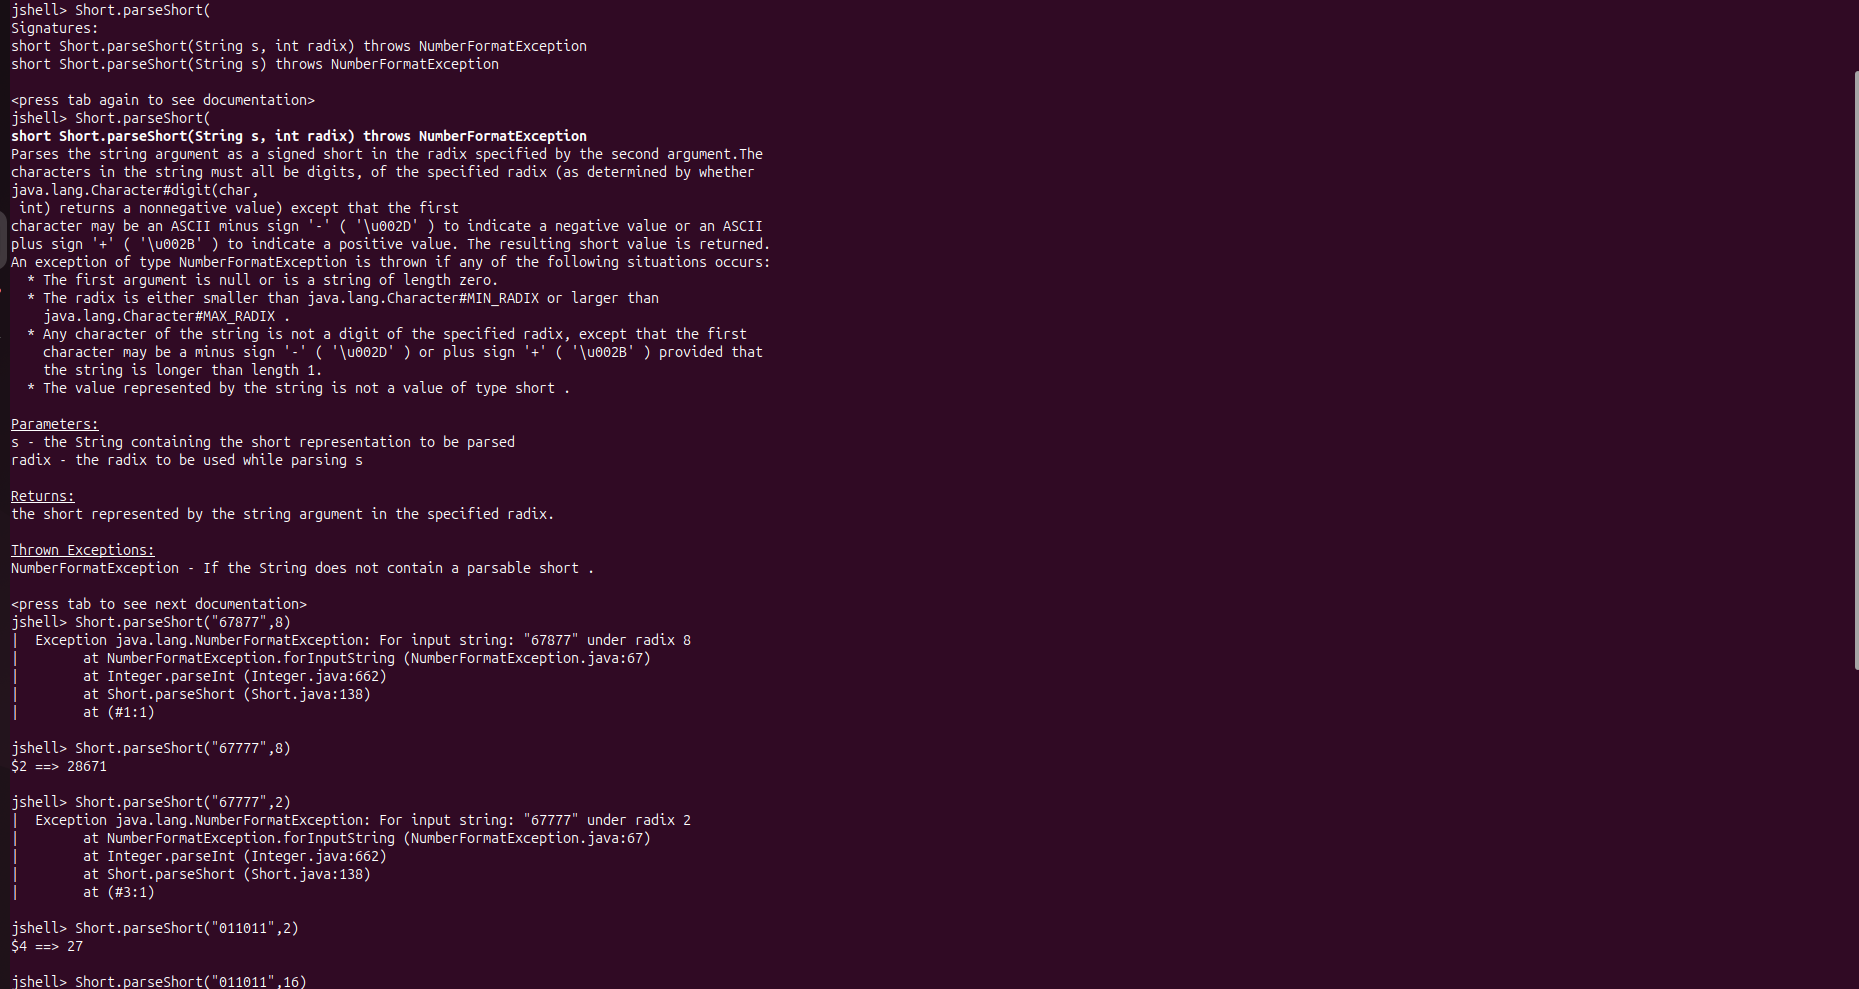 jshell> Short.parseShort(
Signatures:
short Short.parseShort(String s, int radix) throws NumberFormatException
short Short.parseShort(String s) throws NumberFormatException
<press tab again to see documentation>
jshell> Short.parseShort(
short Short.parseShort(String s, int radix) throws NumberFormatException
Parses the string argument as a signed short in the radix specified by the second argument.The
characters in the string must all be digits, of the specified radix (as determined by whether
java.lang.Character#digit(char,
 int) returns a nonnegative value) except that the first
character may be an ASCII minus sign '-' ( '\u002D' ) to indicate a negative value or an ASCII
plus sign '+' ( '\u002B' ) to indicate a positive value. The resulting short value is returned.
An exception of type NumberFormatException is thrown if any of the following situations occurs:
  * The first argument is null or is a string of length zero.
  * The radix is either smaller than java.lang.Character#MIN_RADIX or larger than
    java.lang.Character#MAX_RADIX .
  * Any character of the string is not a digit of the specified radix, except that the first
    character may be a minus sign '-' ( '\u002D' ) or plus sign '+' ( '\u002B' ) provided that
    the string is longer than length 1.
  * The value represented by the string is not a value of type short .
Parameters:
s - the String containing the short representation to be parsed
radix - the radix to be used while parsing s
Returns:
the short represented by the string argument in the specified radix.
Thrown Exceptions:
NumberFormatException - If the String does not contain a parsable short .
<press tab to see next documentation>
jshell> Short.parseShort("67877",8)
|  Exception java.lang.NumberFormatException: For input string: "67877" under radix 8
|        at NumberFormatException.forInputString (NumberFormatException.java:67)
|        at Integer.parseInt (Integer.java:662)
|        at Short.parseShort (Short.java:138)
|        at (#1:1)
jshell> Short.parseShort("67777",8)
$2 ==> 28671
jshell> Short.parseShort("67777",2)
|  Exception java.lang.NumberFormatException: For input string: "67777" under radix 2
|        at NumberFormatException.forInputString (NumberFormatException.java:67)
|        at Integer.parseInt (Integer.java:662)
|        at Short.parseShort (Short.java:138)
|        at (#3:1)
jshell> Short.parseShort("011011",2)
$4 ==> 27
jshell> Short.parseShort("011011",16)